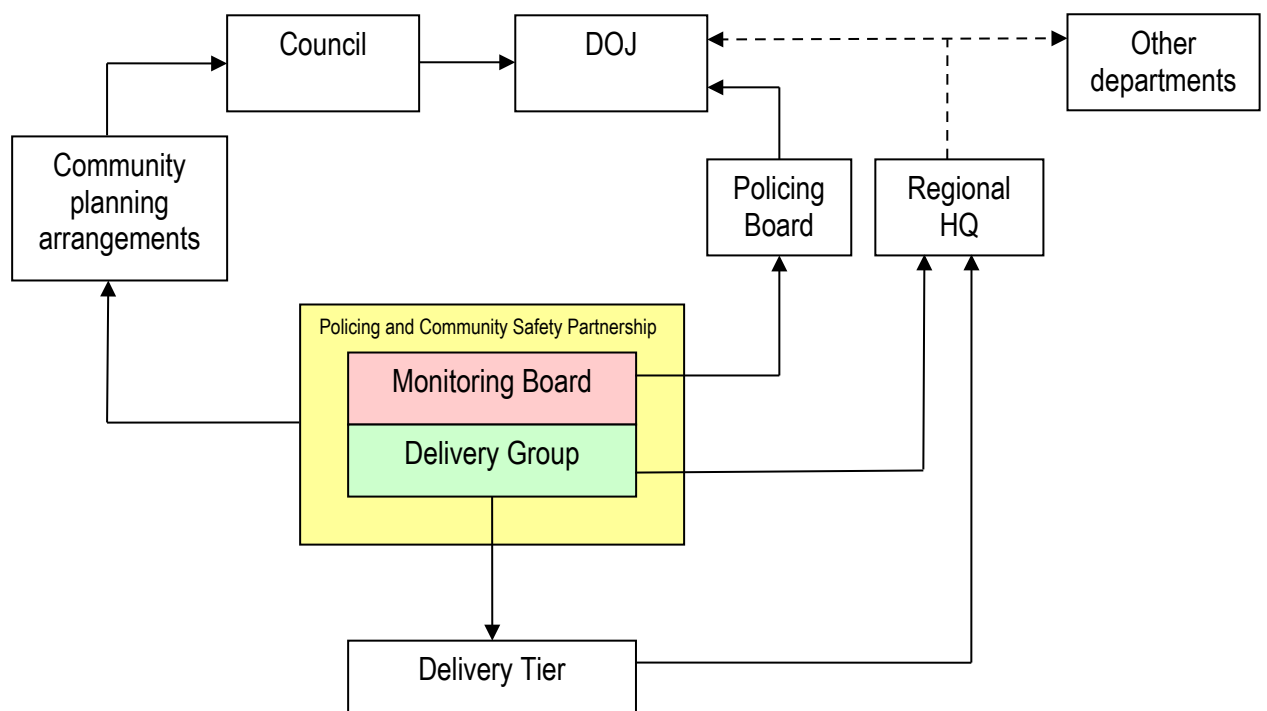 Council
DOJ
Other
departments
Community
planning
arrangements
Policing
Board
Regional
HQ
Policing and Community Safety Partnership
Monitoring Board
Delivery Group
Delivery Tier